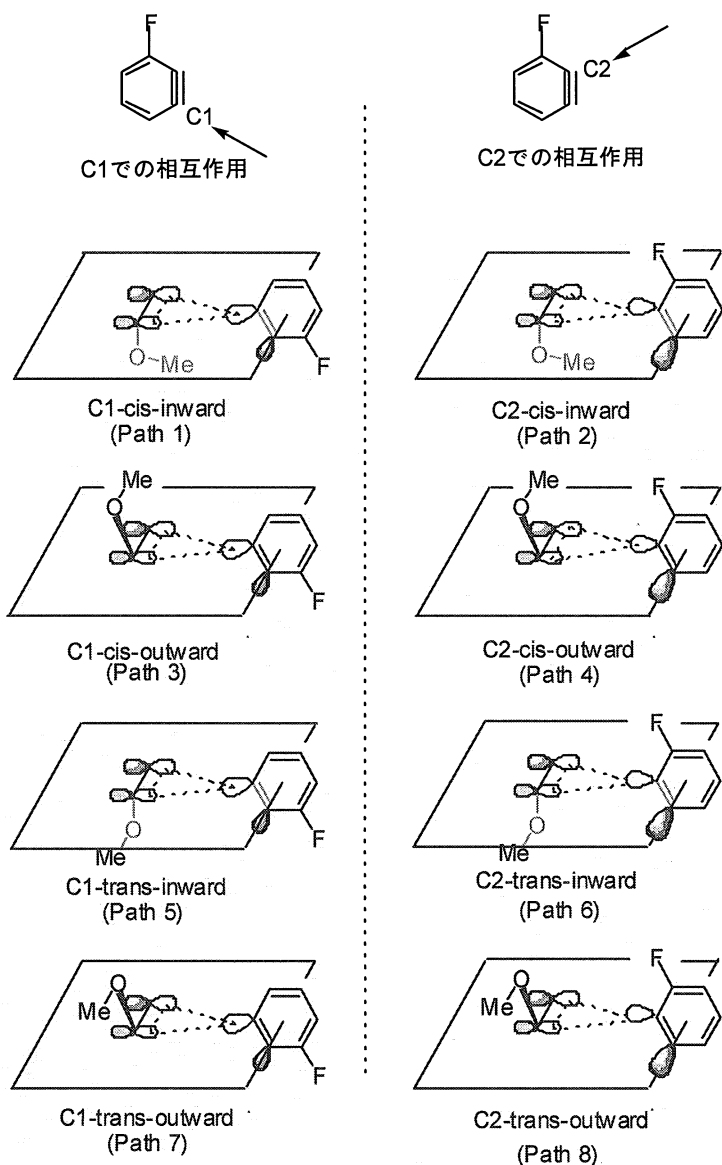 F
C1
C1での相互作用
F
C2
C2での相互作用
O Me
F
C1-cis-inward
(Path 1)
F
O Me
C2-cis-inward
(Path 2)
Me
O
F
C1-cis-outward
(Path 3)
Me
O
F
C2-cis-outward
(Path 4)
O
Me
F
C1-trans-inward
(Path 5)
F
O
Me
C2-trans-inward
(Path 6)
O
Me
F
C1-trans-outward
(Path 7)
F
O
Me
C2-trans-outward
(Path 8)